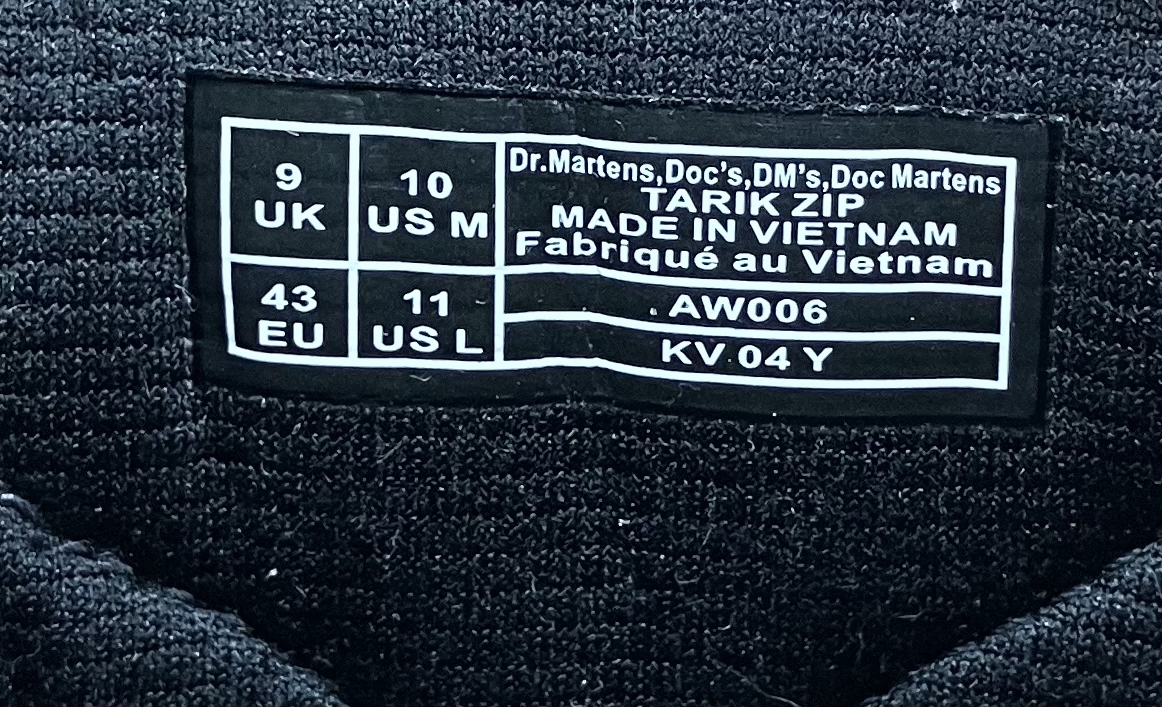 9
UK
10
US M
43
EU
11
US L
Dr.Martens,Doc's,DM's,Doc Martens
TARIK ZIP
MADE IN VIETNAM
Fabriqué au Vietnam
AW006
KV 04 Y